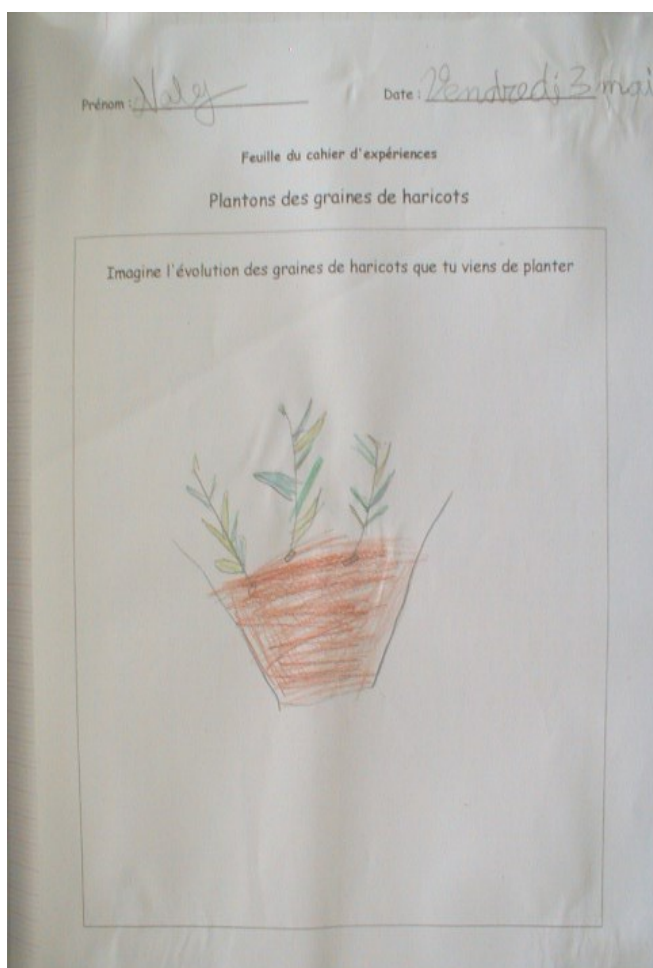 Prénom : Naly Date : Vendredi 3 mai
Feuille du cahier d'expériences
Plantons des graines de haricots
Imagine l'évolution des graines de haricots que tu viens de planter